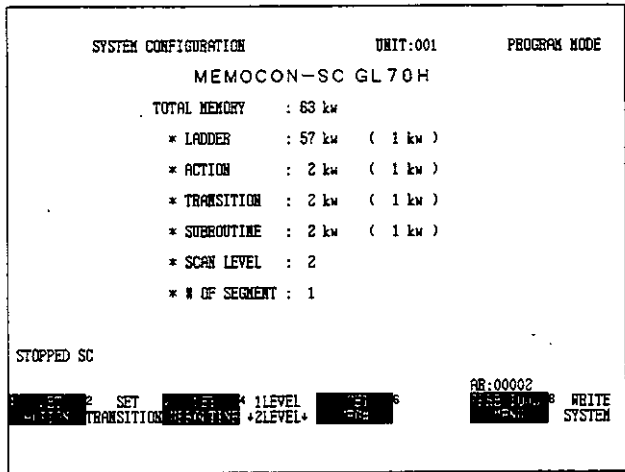 SYSTEM CONFIGURATION UNIT:001 PROGRAM MODE
MEMOCON-SC GL70H
TOTAL MEMORY : 63 kw
* LADDER : 57 kw ( 1 kw )
* ACTION : 2 kw ( 1 kw )
* TRANSITION : 2 kw ( 1 kw )
* SUBROUTINE : 2 kw ( 1 kw )
* SCAN LEVEL : 2
* # OF SEGMENT : 1
STOPPED SC
AR:00002
2 SET 4 1LEVEL 6 8 WRITE
TRANSITION ↓2LEVEL↓ SYSTEM